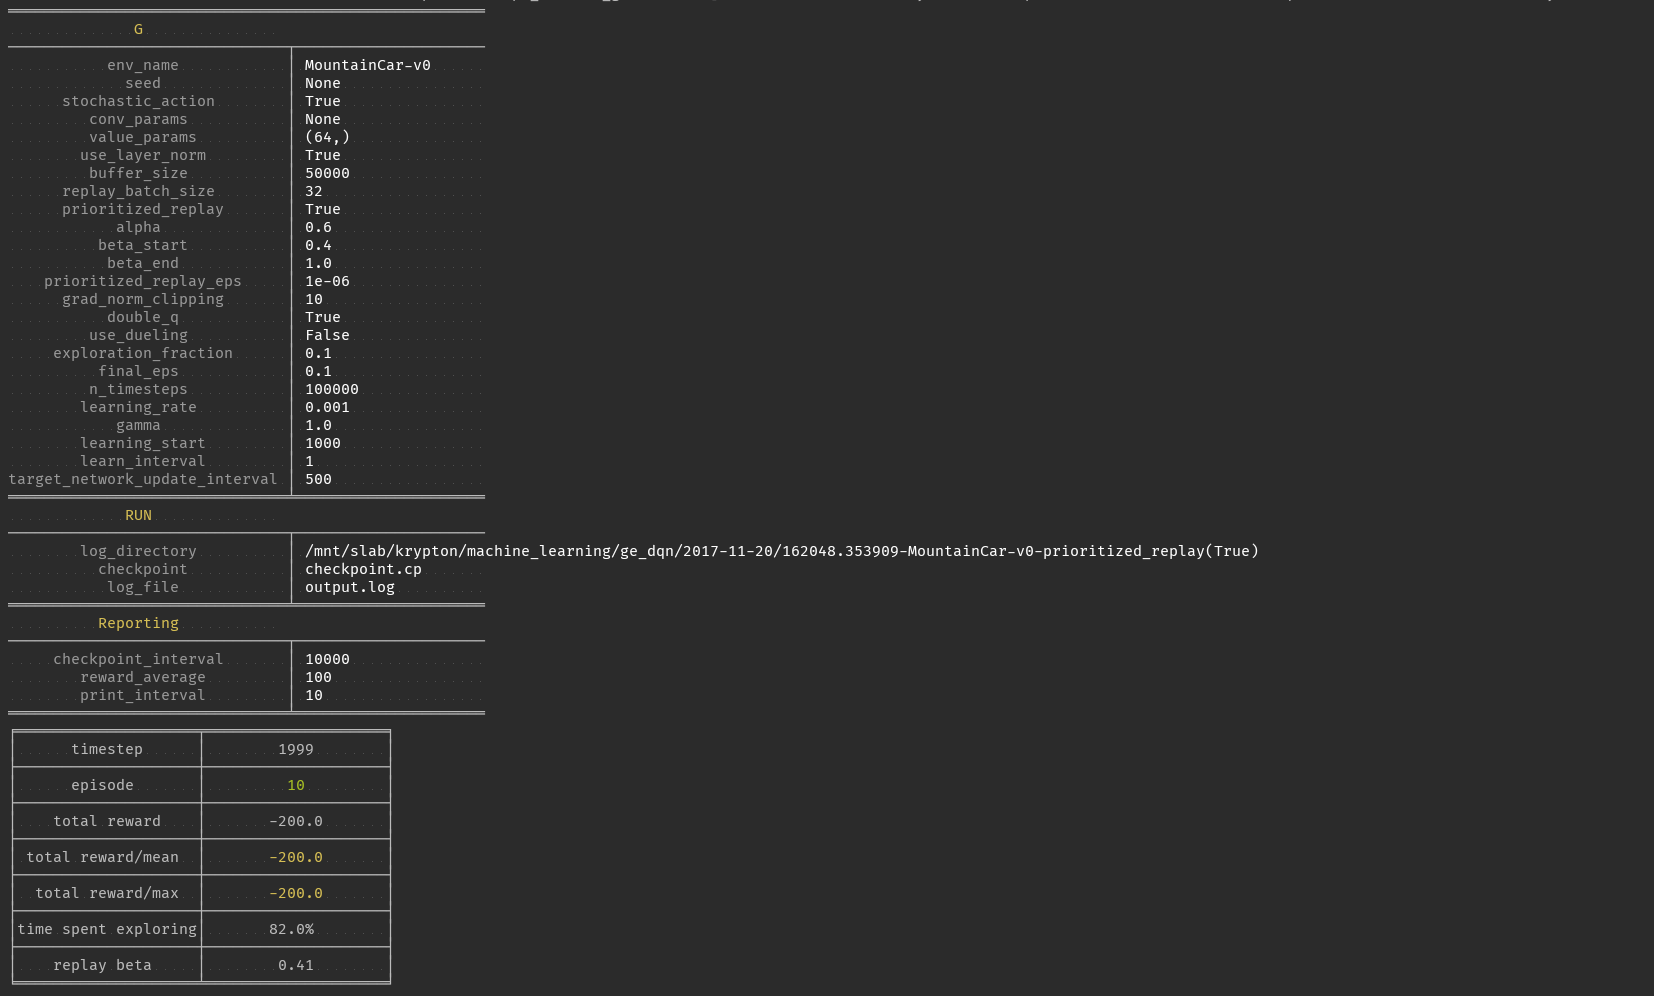 G
env_name MountainCar-v0
seed None
stochastic_action True
conv_params None
value_params (64,)
use_layer_norm True
buffer_size 50000
replay_batch_size 32
prioritized_replay True
alpha 0.6
beta_start 0.4
beta_end 1.0
prioritized_replay_eps 1e-06
grad_norm_clipping 10
double_q True
use_dueling False
exploration_fraction 0.1
final_eps 0.1
n_timesteps 100000
learning_rate 0.001
gamma 1.0
learning_start 1000
learn_interval 1
target_network_update_interval 500
RUN
log_directory /mnt/slab/krypton/machine_learning/ge_dqn/2017-11-20/162048.353909-MountainCar-v0-prioritized_replay(True)
checkpoint checkpoint.cp
log_file output.log
Reporting
checkpoint_interval 10000
reward_average 100
print_interval 10
timestep 1999
episode 10
total reward -200.0
total reward/mean -200.0
total reward/max -200.0
time spent exploring 82.0%
replay beta 0.41